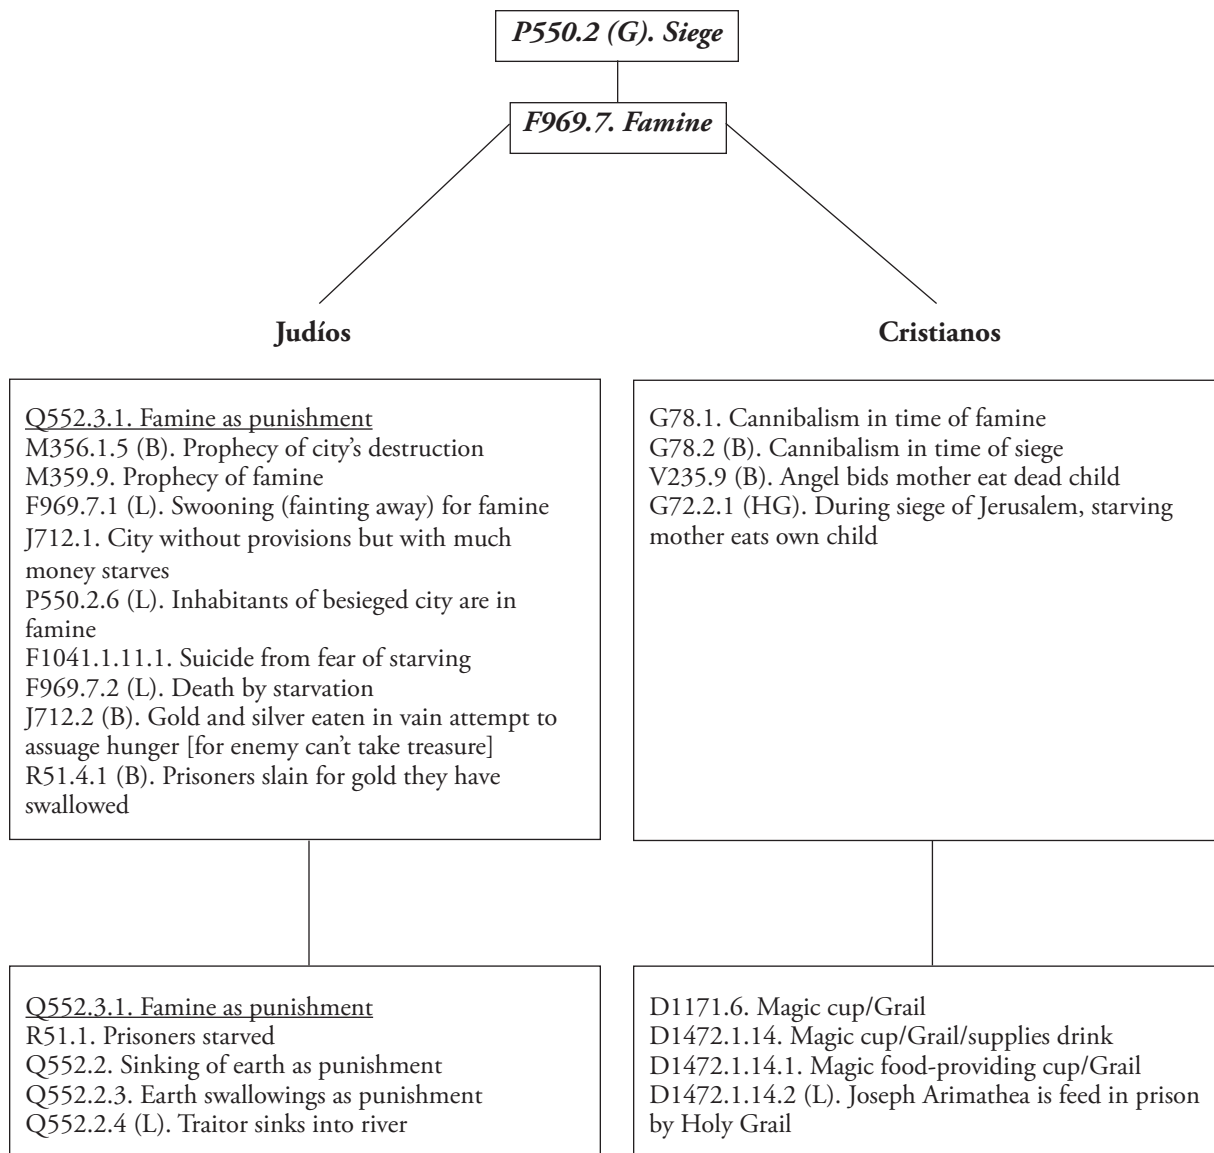 P550.2 (G). Siege
F969.7. Famine
Judíos
Q552.3.1. Famine as punishment
M356.1.5 (B). Prophecy of city’s destruction
M359.9. Prophecy of famine
F969.7.1 (L). Swooning (fainting away) for famine
J712.1. City without provisions but with much
money starves
P550.2.6 (L). Inhabitants of besieged city are in
famine
F1041.1.11.1. Suicide from fear of starving
F969.7.2 (L). Death by starvation
J712.2 (B). Gold and silver eaten in vain attempt to
assuage hunger [for enemy can’t take treasure]
R51.4.1 (B). Prisoners slain for gold they have
swallowed
Q552.3.1. Famine as punishment
R51.1. Prisoners starved
Q552.2. Sinking of earth as punishment
Q552.2.3. Earth swallowings as punishment
Q552.2.4 (L). Traitor sinks into river
Cristianos
G78.1. Cannibalism in time of famine
G78.2 (B). Cannibalism in time of siege
V235.9 (B). Angel bids mother eat dead child
G72.2.1 (HG). During siege of Jerusalem, starving
mother eats own child
D1171.6. Magic cup/Grail
D1472.1.14. Magic cup/Grail/supplies drink
D1472.1.14.1. Magic food-providing cup/Grail
D1472.1.14.2 (L). Joseph Arimathea is feed in prison
by Holy Grail